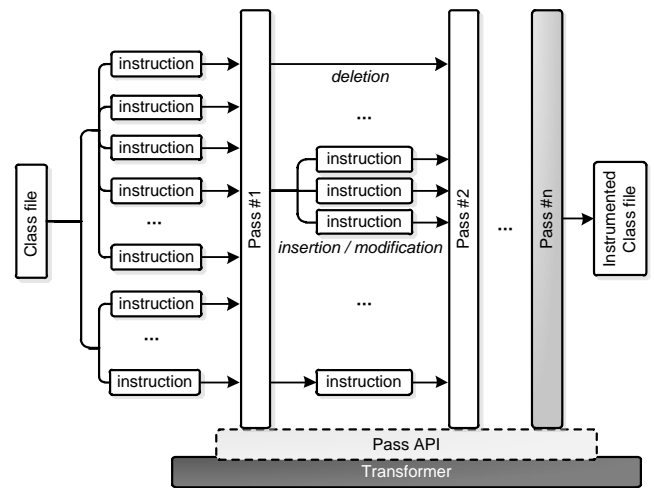 Class file
instruction
instruction
instruction
instruction
...
instruction
instruction
...
instruction
Pass #1
deletion
...
instruction
instruction
instruction
insertion / modification
...
instruction
Pass #2
...
Pass #n
Instrumented
Class file
Pass API
Transformer